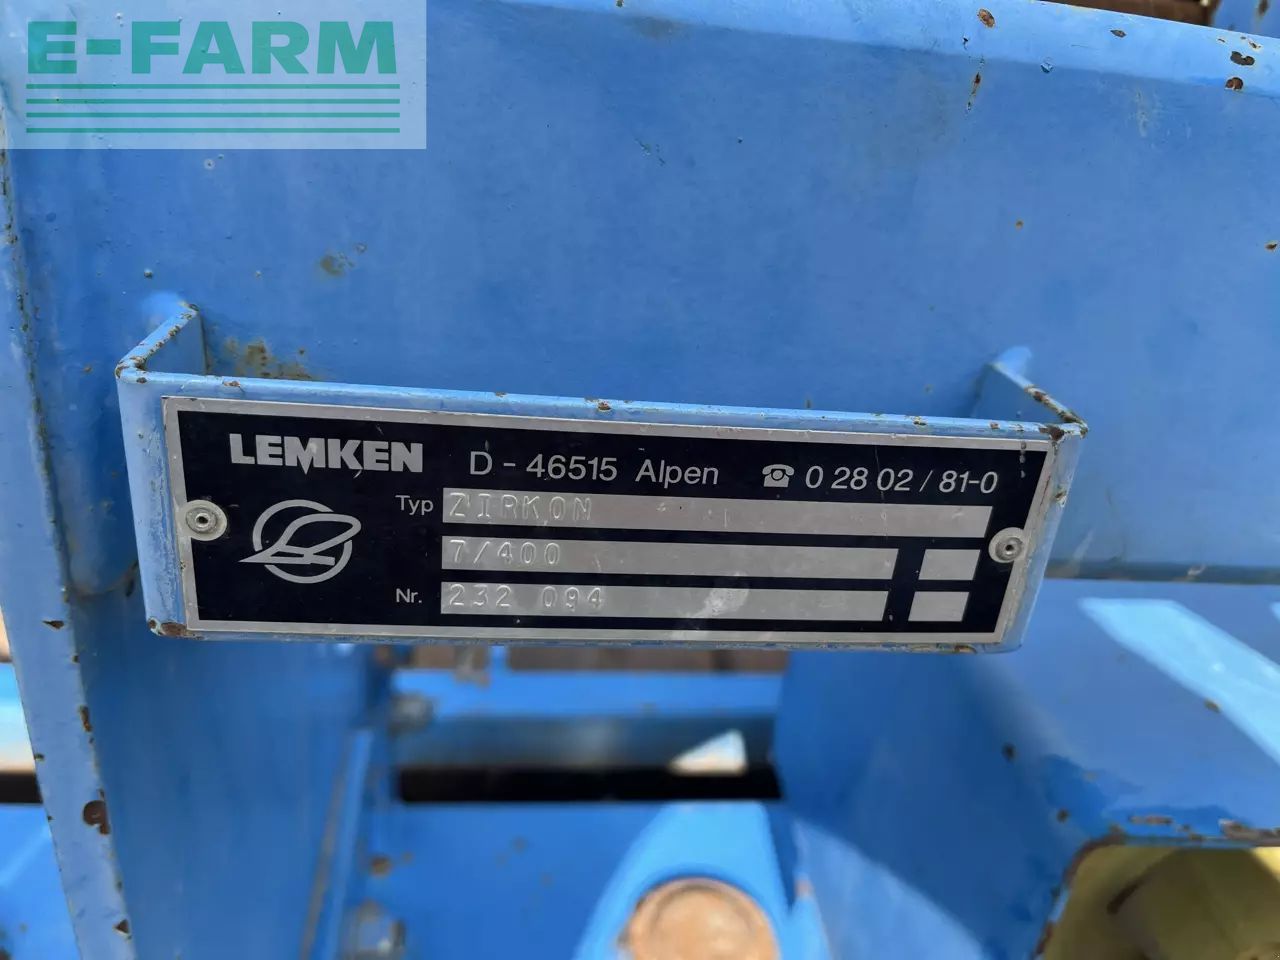 E-FARM
LEMKEN D - 46515 Alpen ☎ 0 28 02 / 81-0
Typ ZIRKON
7/400
Nr. 232 094